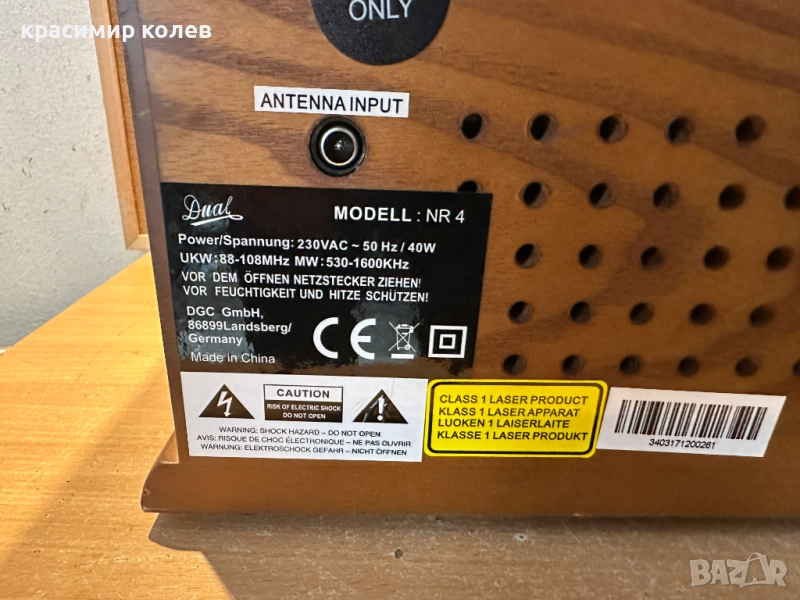 красимир колев
ONLY
ANTENNA INPUT
Dual
MODELL : NR 4
Power/Spannung: 230VAC ~ 50 Hz / 40W
UKW: 88-108MHz MW: 530-1600KHz
VOR DEM ÖFFNEN NETZSTECKER ZIEHEN!
VOR FEUCHTIGKEIT UND HITZE SCHÜTZEN!
DGC GmbH,
86899Landsberg/
Germany
Made in China
CE
CAUTION
RISK OF ELECTRIC SHOCK
DO NOT OPEN
WARNING: SHOCK HAZARD – DO NOT OPEN
AVIS: RISQUE DE CHOC ÉLECTRIONIQUE – NE PAS OUVRIR
WARNUNG: ELEKTROSCHOCK GEFAHR – NICHT ÖFFNEN
CLASS 1 LASER PRODUCT
KLASS 1 LASER APPARAT
LUOKEN 1 LAISERLAITE
KLASSE 1 LASER PRODUKT
3403171200261
BAZAR